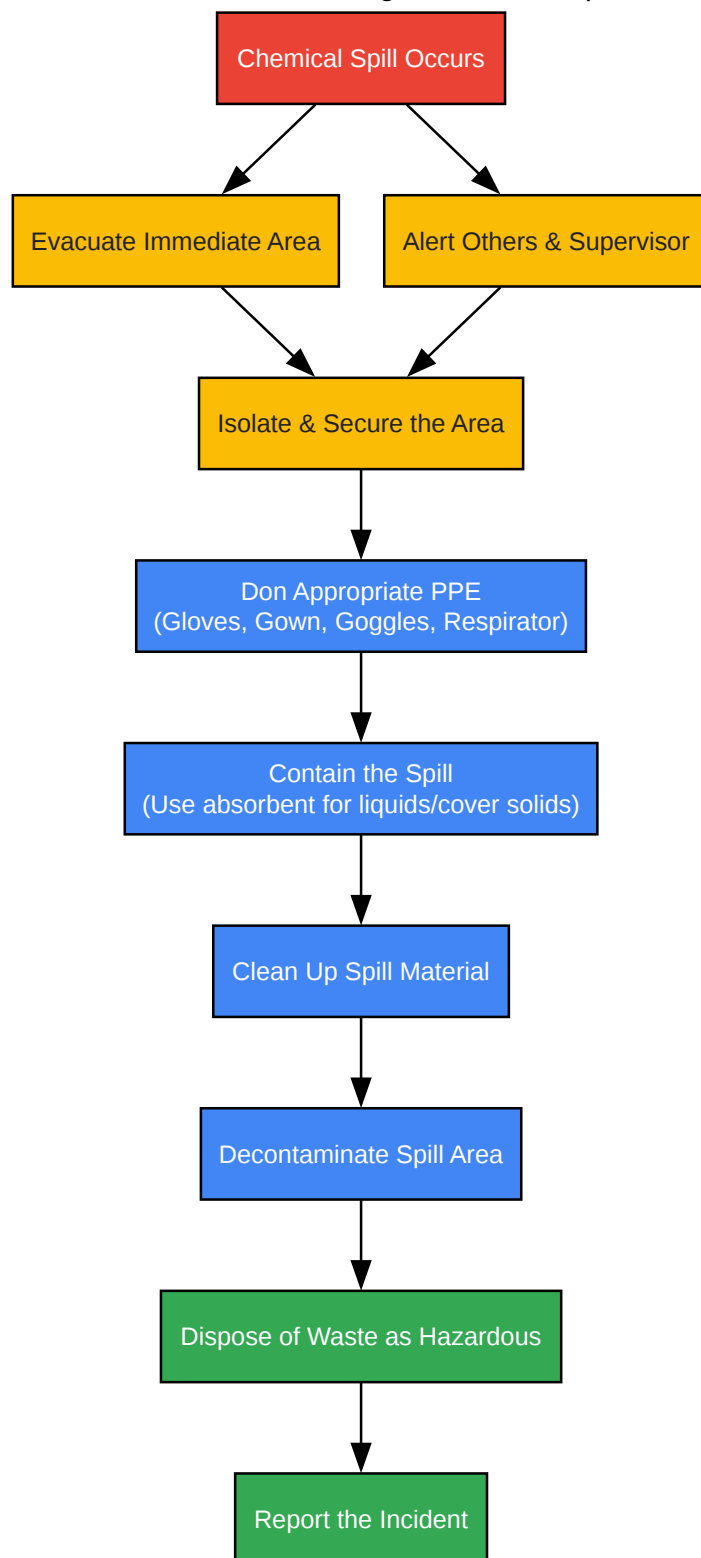 Chemical Spill Occurs
Evacuate Immediate Area
Alert Others & Supervisor
Isolate & Secure the Area
Don Appropriate PPE
(Gloves, Gown, Goggles, Respirator)
Contain the Spill
(Use absorbent for liquids/cover solids)
Clean Up Spill Material
Decontaminate Spill Area
Dispose of Waste as Hazardous
Report the Incident